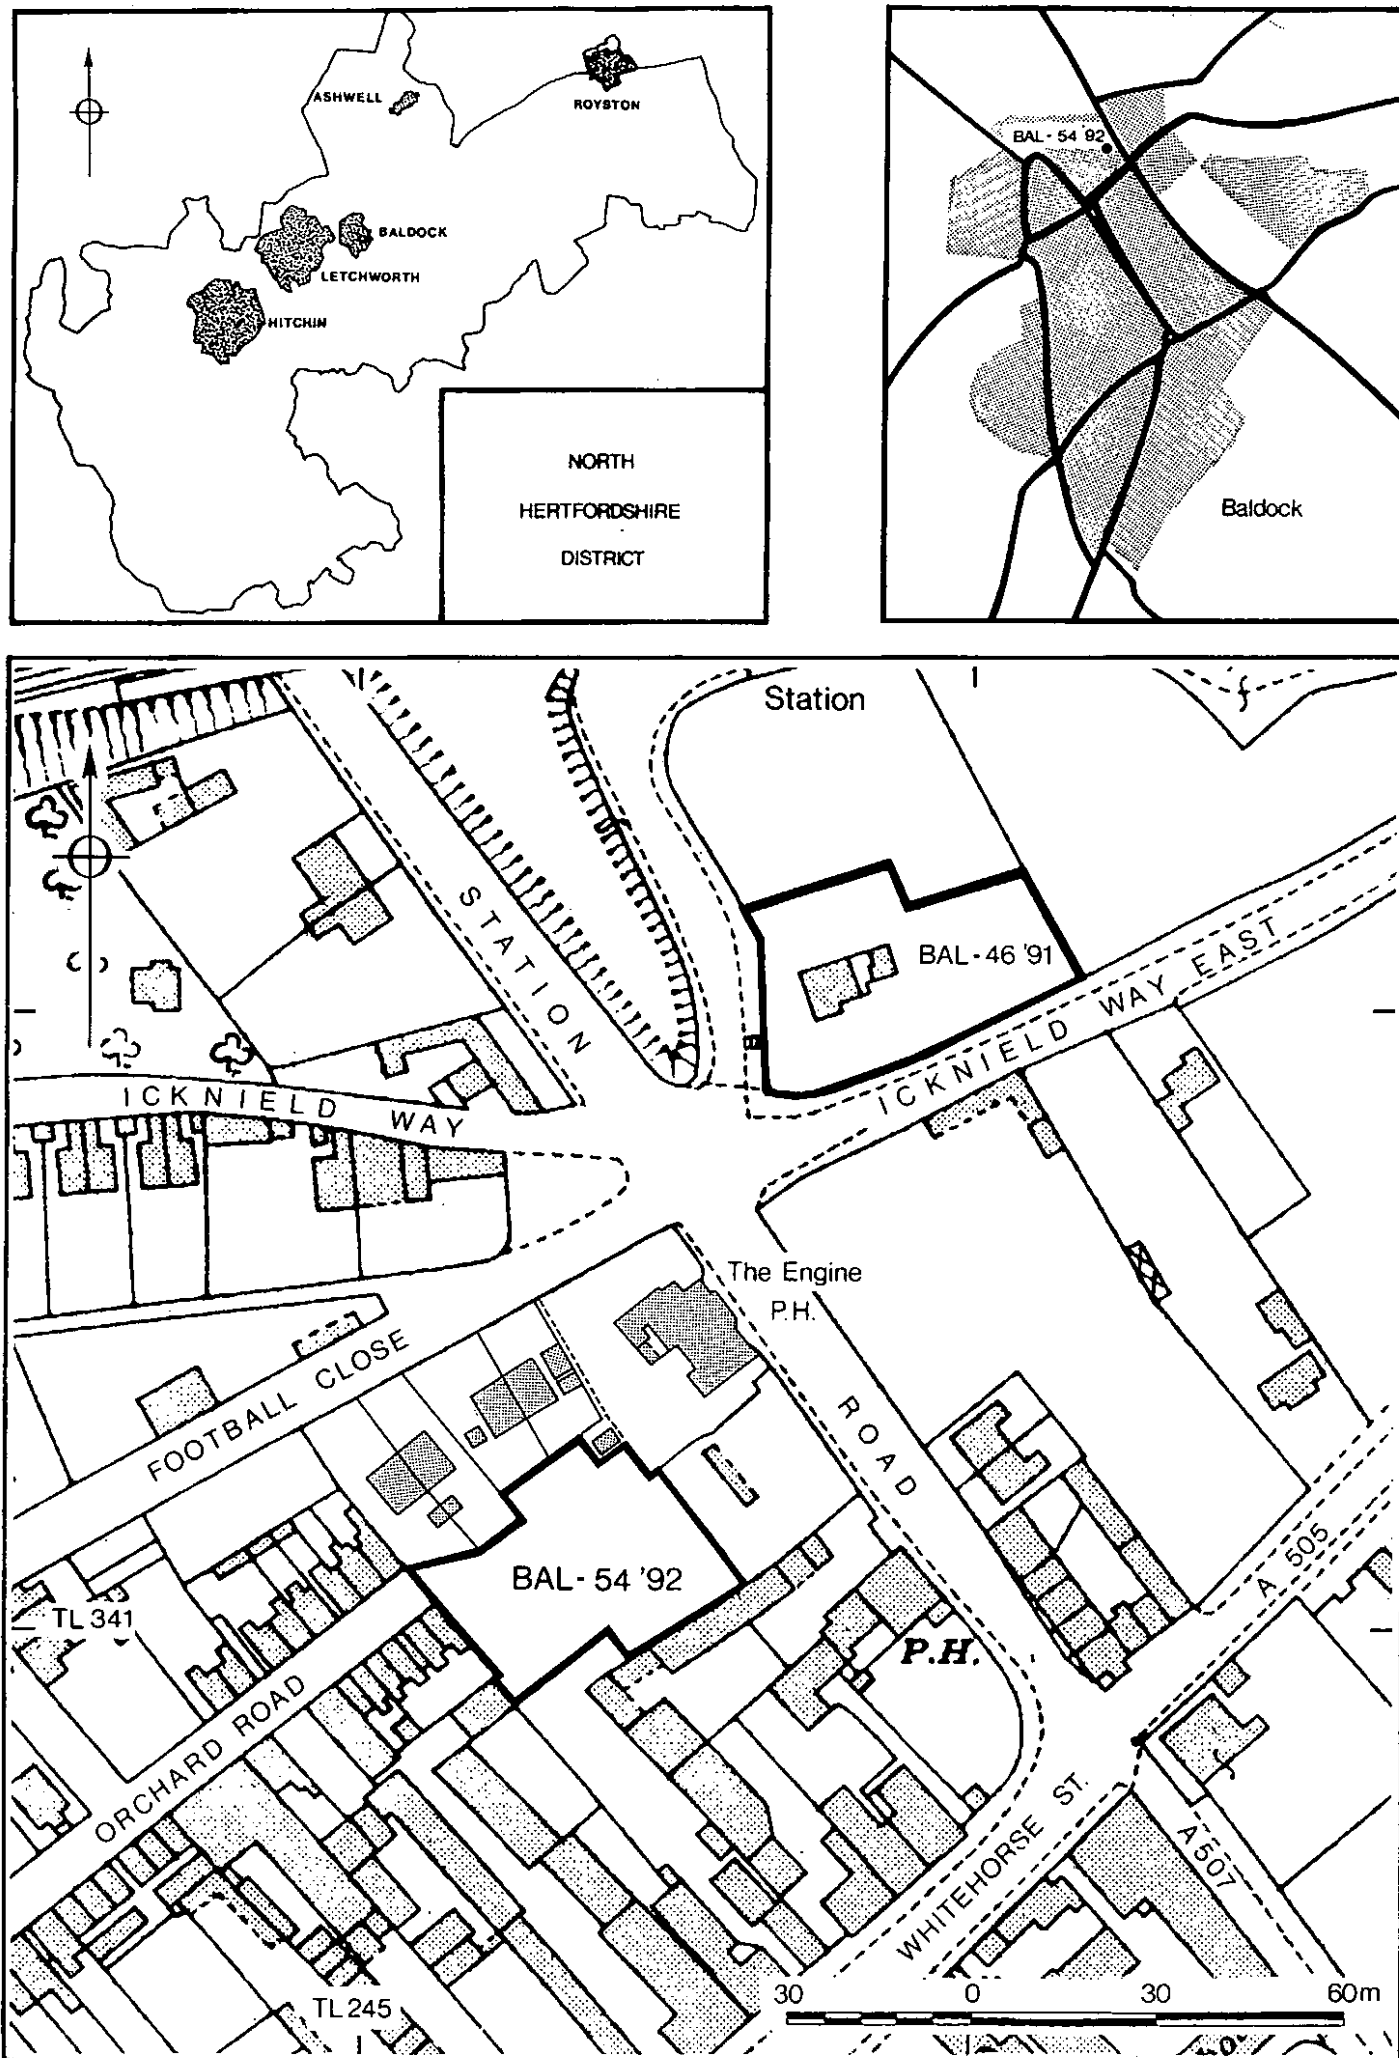 ASHWELL
ROYSTON
BALDOCK
LETCHWORTH
HITCHIN
NORTH
HERTFORDSHIRE
DISTRICT
BAL-54 '92
Baldock
Station
STATION
BAL-46 '91
ICKNIELD WAY EAST
ICKNIELD WAY
The Engine
P.H.
FOOTBALL CLOSE
ROAD
A 505
BAL-54 '92
TL 341
P.H.
ORCHARD ROAD
WHITEHORSE ST.
A 507
TL 245
30 0 30 60m